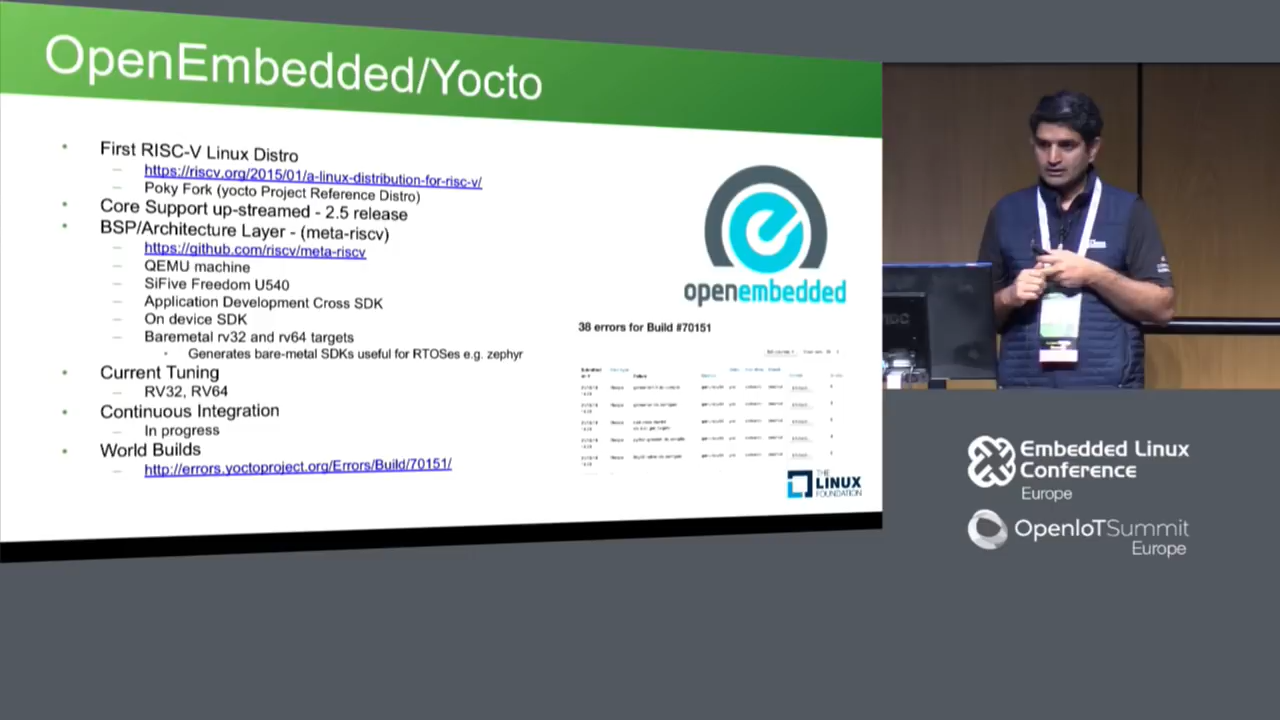 OpenEmbedded/Yocto
First RISC-V Linux Distro
https://riscv.org/2015/01/a-linux-distribution-for-risc-v/
Poky Fork (yocto Project Reference Distro)
Core Support up-streamed - 2.5 release
BSP/Architecture Layer - (meta-riscv)
https://github.com/riscv/meta-riscv
QEMU machine
SiFive Freedom U540
Application Development Cross SDK
On device SDK
Baremetal rv32 and rv64 targets
Generates bare-metal SDKs useful for RTOSes e.g. zephyr
Current Tuning
RV32, RV64
Continuous Integration
In progress
World Builds
http://errors.yoctoproject.org/Errors/Build/70151/
openembedded
38 errors for Build #70151
THE
LINUX
FOUNDATION
Embedded Linux
Conference
Europe
OpenIoTSummit
Europe